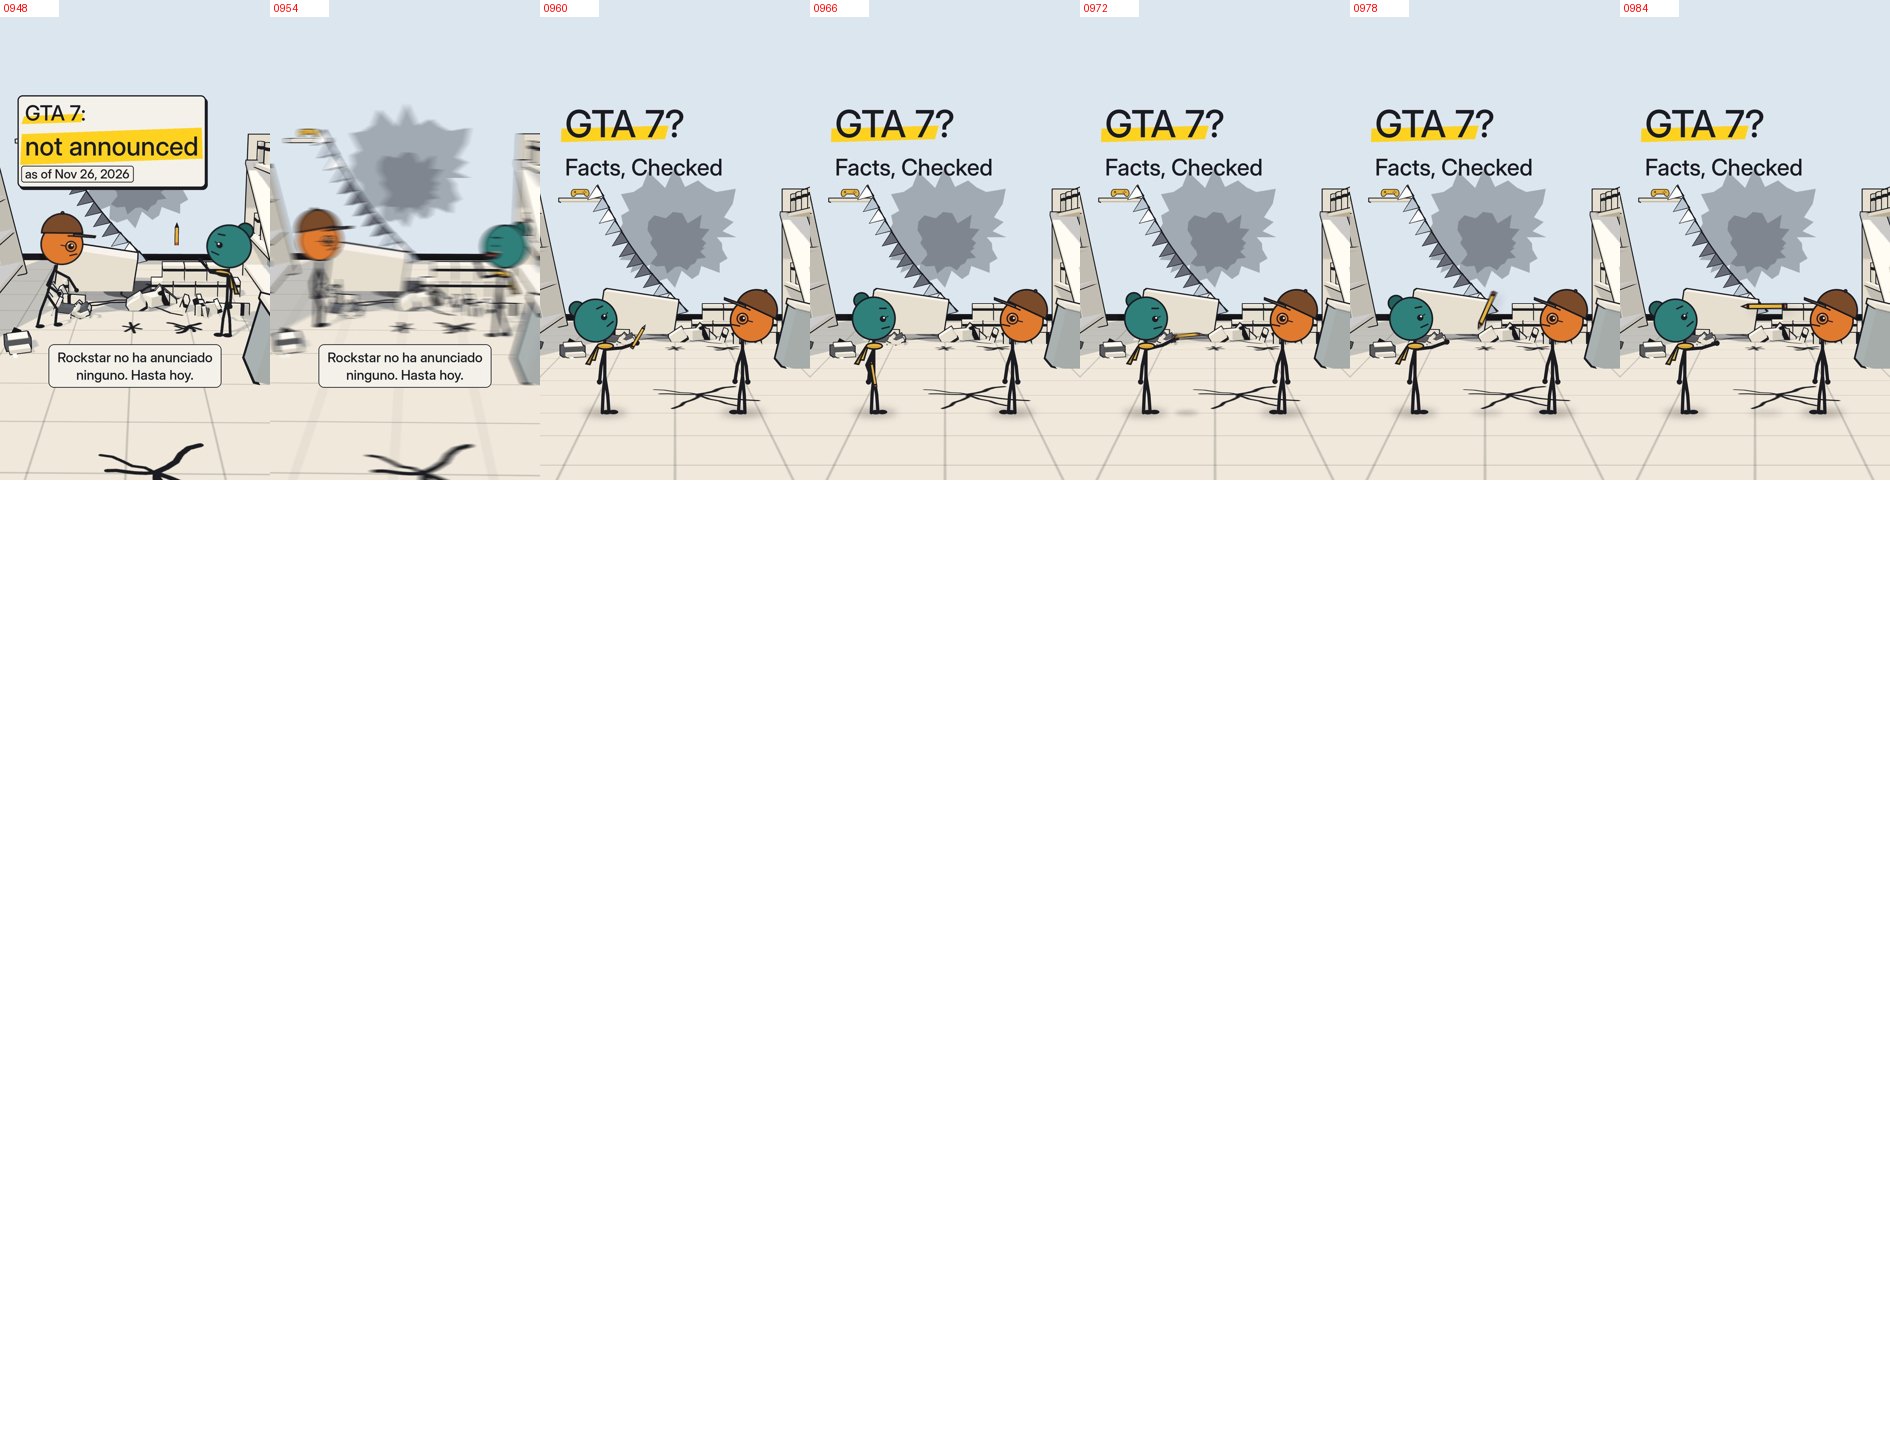 0948
GTA 7:
not announced
as of Nov 26, 2026
Rockstar no ha anunciado
ninguno. Hasta hoy.
0954
Rockstar no ha anunciado
ninguno. Hasta hoy.
0960
GTA 7?
Facts, Checked
0966
GTA 7?
Facts, Checked
0972
GTA 7?
Facts, Checked
0978
GTA 7?
Facts, Checked
0984
GTA 7?
Facts, Checked